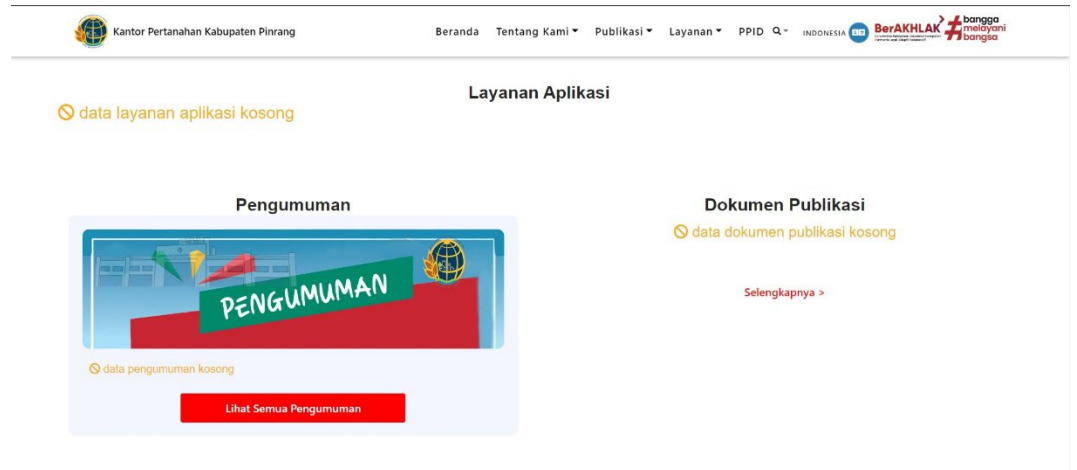 Kantor Pertanahan Kabupaten Pinrang
Beranda Tentang Kami Publikasi Layanan PPID INDONESIA
BerAKHLAK
#bangga
melayani
bangsa
Layanan Aplikasi
data layanan aplikasi kosong
Pengumuman
PENGUMUMAN
data pengumuman kosong
Lihat Semua Pengumuman
Dokumen Publikasi
data dokumen publikasi kosong
Selengkapnya >